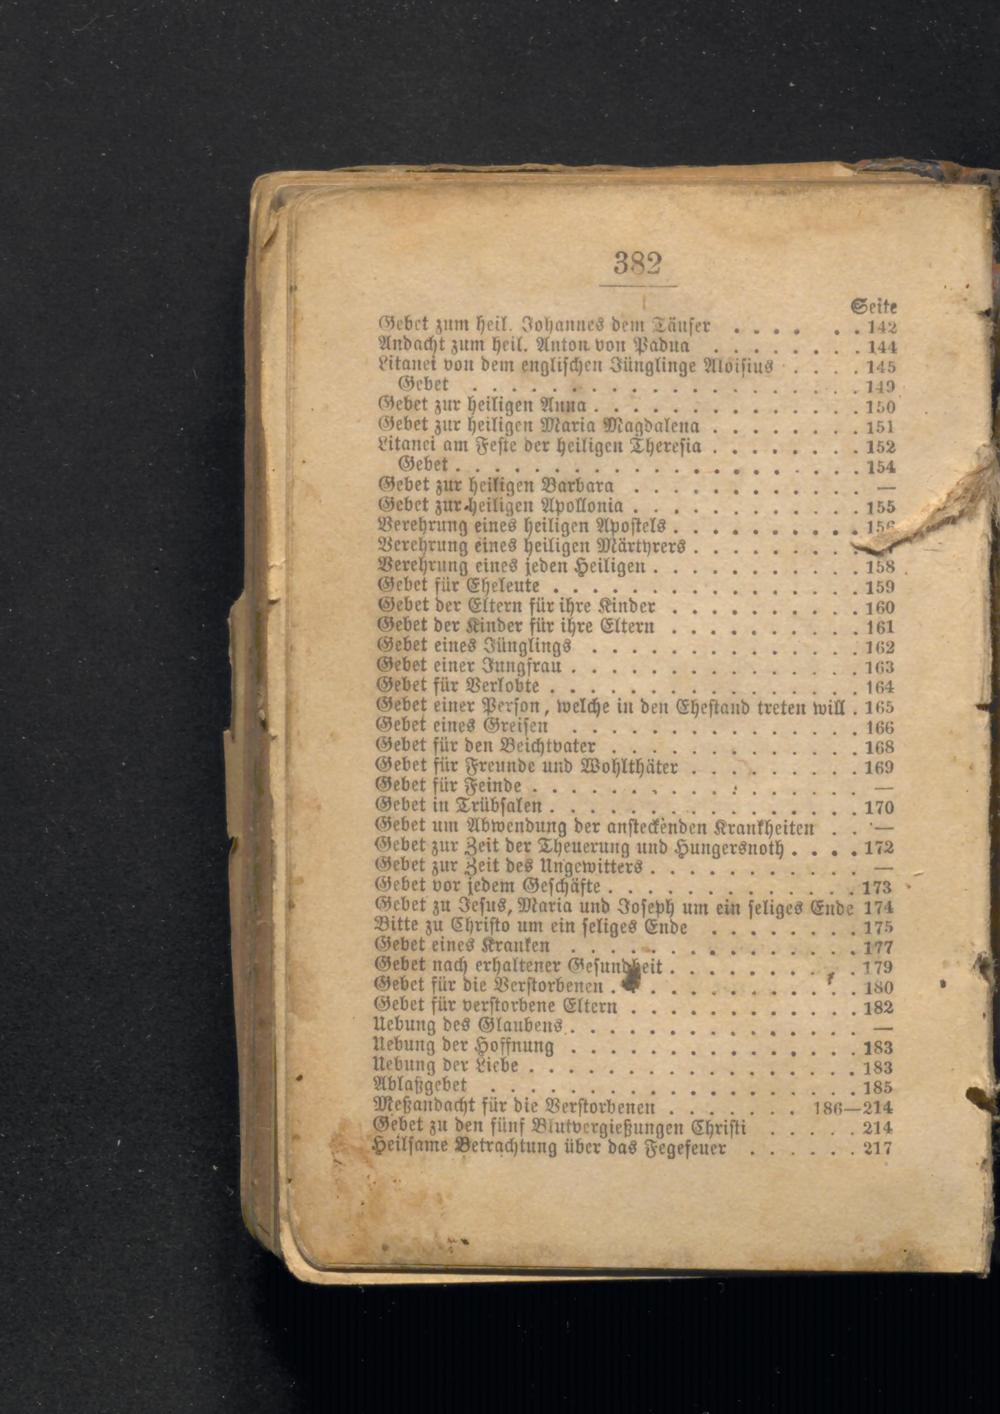 382
Seite
Gebet zum heil. Johannes dem Täufer . . . . . . 142
Andacht zum heil. Anton von Padua . . . . . . . . 144
Litanei von dem englischen Jünglinge Aloisius . . . . 145
Gebet . . . . . . . . . . . . . . . . . . 149
Gebet zur heiligen Anna . . . . . . . . . . . . . 150
Gebet zur heiligen Maria Magdalena . . . . . . . . 151
Litanei am Feste der heiligen Theresia . . . . . . . . 152
Gebet . . . . . . . . . . . . . . . . . . . 154
Gebet zur heiligen Barbara . . . . . . . . . . . —
Gebet zur heiligen Apollonia . . . . . . . . . . . 155
Verehrung eines heiligen Apostels . . . . . . . . . . 156
Verehrung eines heiligen Märtyrers . . . . . . . . .
Verehrung eines jeden Heiligen . . . . . . . . . . . 158
Gebet für Eheleute . . . . . . . . . . . . . . . 159
Gebet der Eltern für ihre Kinder . . . . . . . . . . 160
Gebet der Kinder für ihre Eltern . . . . . . . . . . 161
Gebet eines Jünglings . . . . . . . . . . . . . 162
Gebet einer Jungfrau . . . . . . . . . . . . . . 163
Gebet für Verlobte . . . . . . . . . . . . . . . 164
Gebet einer Person, welche in den Ehestand treten will . 165
Gebet eines Greisen . . . . . . . . . . . . . . 166
Gebet für den Beichtvater . . . . . . . . . . . . 168
Gebet für Freunde und Wohlthäter . . . . . . . . . 169
Gebet für Feinde . . . . . . . . . . . . . . . . —
Gebet in Trübsalen . . . . . . . . . . . . . . . 170
Gebet um Abwendung der ansteckenden Krankheiten . . —
Gebet zur Zeit der Theuerung und Hungersnoth . . . . 172
Gebet zur Zeit des Ungewitters . . . . . . . . . . . —
Gebet vor jedem Geschäfte . . . . . . . . . . . . . 173
Gebet zu Jesus, Maria und Joseph um ein seliges Ende 174
Bitte zu Christo um ein seliges Ende . . . . . . . . 175
Gebet eines Kranken . . . . . . . . . . . . . . 177
Gebet nach erhaltener Gesundheit . . . . . . . . . . 179
Gebet für die Verstorbenen . . . . . . . . . . . . 180
Gebet für verstorbene Eltern . . . . . . . . . . . 182
Uebung des Glaubens . . . . . . . . . . . . . . . —
Uebung der Hoffnung . . . . . . . . . . . . . . 183
Uebung der Liebe . . . . . . . . . . . . . . . . 183
Ablaßgebet . . . . . . . . . . . . . . . . . 185
Meßandacht für die Verstorbenen . . . . . . . 186—214
Gebet zu den fünf Blutvergießungen Christi . . . . . 214
Heilsame Betrachtung über das Fegefeuer . . . . . . 217